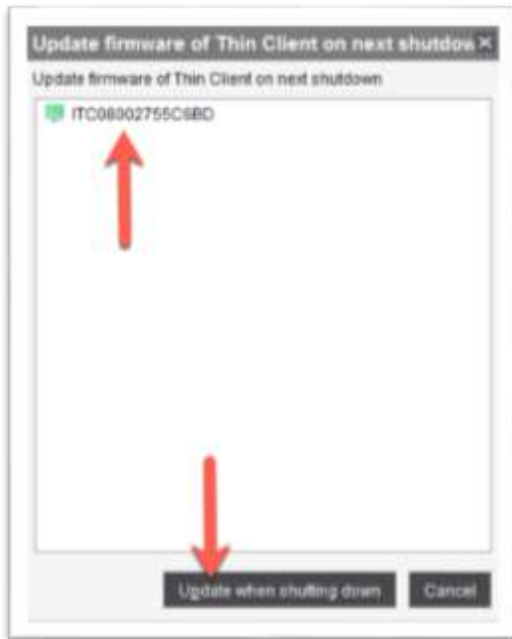 Update firmware of Thin Client on next shutdow
Update firmware of Thin Client on next shutdown
ITC08002755C6BD
Update when shutting down
Cancel